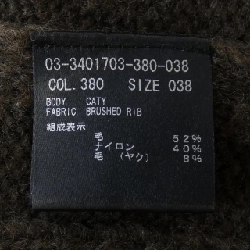 03-3401703-380-038
COL.380 SIZE 038
BODY CATY
FABRIC BRUSHED RIB
組成表示
毛 52%
ナイロン 40%
毛 (ヤク) 8%